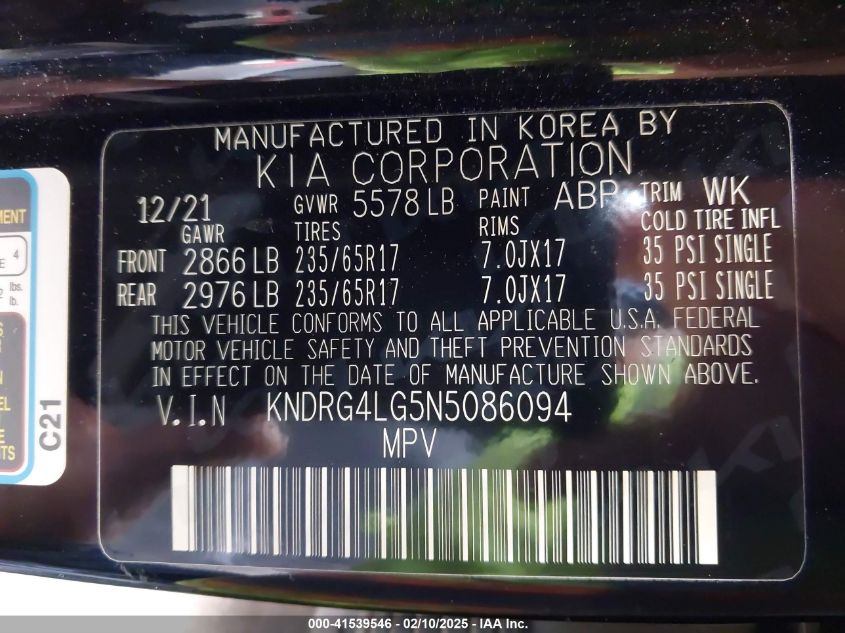 MANUFACTURED IN KOREA BY
KIA CORPORATION
12/21 GVWR 5578 LB PAINT ABP TRIM WK
GAWR TIRES RIMS COLD TIRE INFL
FRONT 2866 LB 235/65R17 7.0JX17 35 PSI SINGLE
REAR 2976 LB 235/65R17 7.0JX17 35 PSI SINGLE
THIS VEHICLE CONFORMS TO ALL APPLICABLE U.S.A. FEDERAL
MOTOR VEHICLE SAFETY AND THEFT PREVENTION STANDARDS
IN EFFECT ON THE DATE OF MANUFACTURE SHOWN ABOVE.
V.I.N KNDRG4LG5N5086094
MPV
4
lbs.
lb.
C21
000-41539546 - 02/10/2025 - IAA Inc.